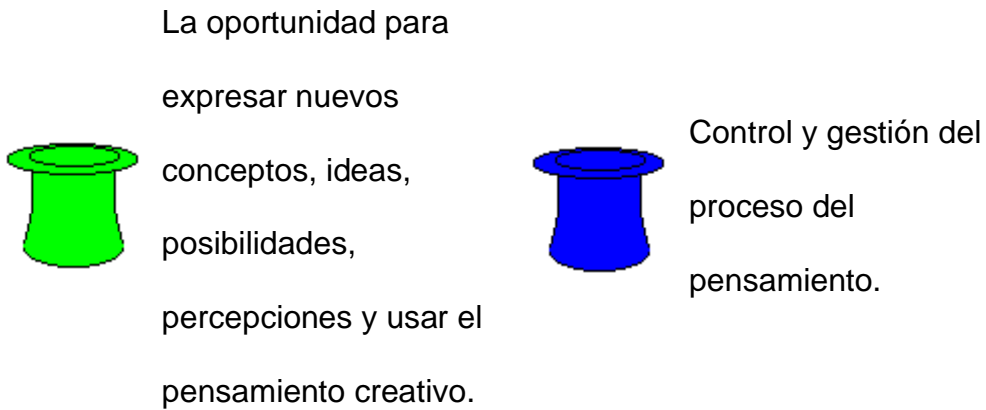 La oportunidad para
expresar nuevos
conceptos, ideas,
posibilidades,
percepciones y usar el
pensamiento creativo.
Control y gestión del
proceso del
pensamiento.